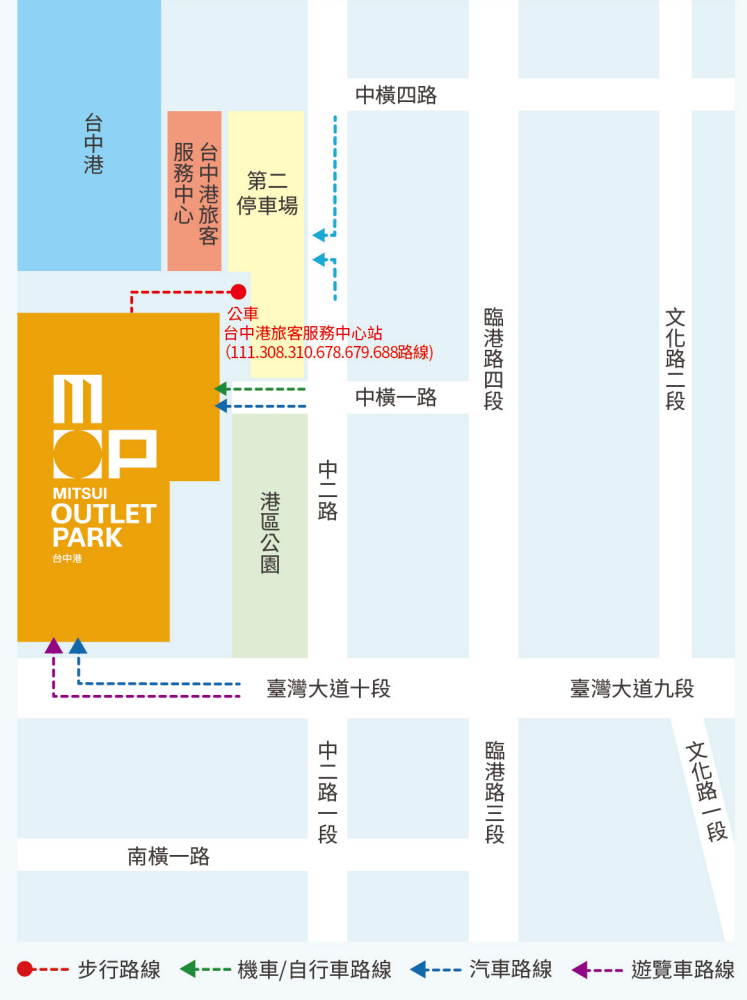 中橫四路
台中港
台中港旅客
服務中心
第二
停車場
公車
台中港旅客服務中心站
(111.308.310.678.679.688路線)
臨港路四段
文化路二段
中橫一路
MITSUI
OUTLET
PARK
台中港
中二路
港區公園
臺灣大道十段
臺灣大道九段
中二路一段
臨港路三段
文化路一段
南橫一路
步行路線
機車/自行車路線
汽車路線
遊覽車路線